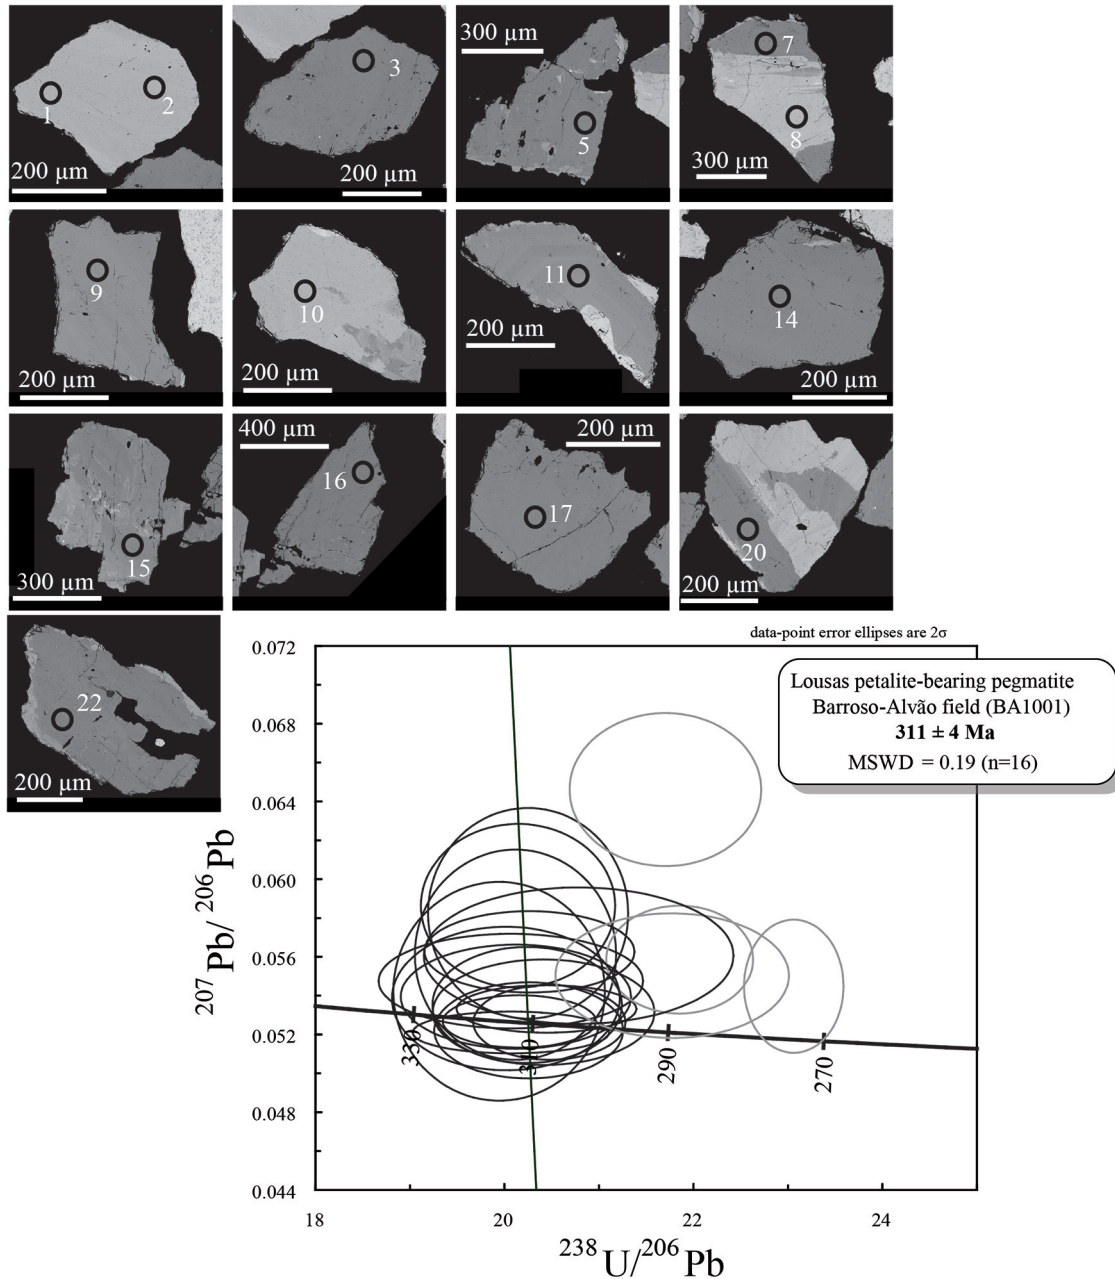 1
2
200 µm
3
200 µm
300 µm
5
7
8
300 µm
9
200 µm
10
200 µm
11
200 µm
14
200 µm
15
300 µm
400 µm
16
200 µm
17
20
200 µm
22
200 µm
data-point error ellipses are 2σ
Lousas petalite-bearing pegmatite
Barroso-Alvão field (BA1001)
311 ± 4 Ma
MSWD = 0.19 (n=16)
0.072
0.068
0.064
0.060
0.056
0.052
0.048
0.044
207Pb/206Pb
330
310
290
270
18
20
22
24
238U/206Pb